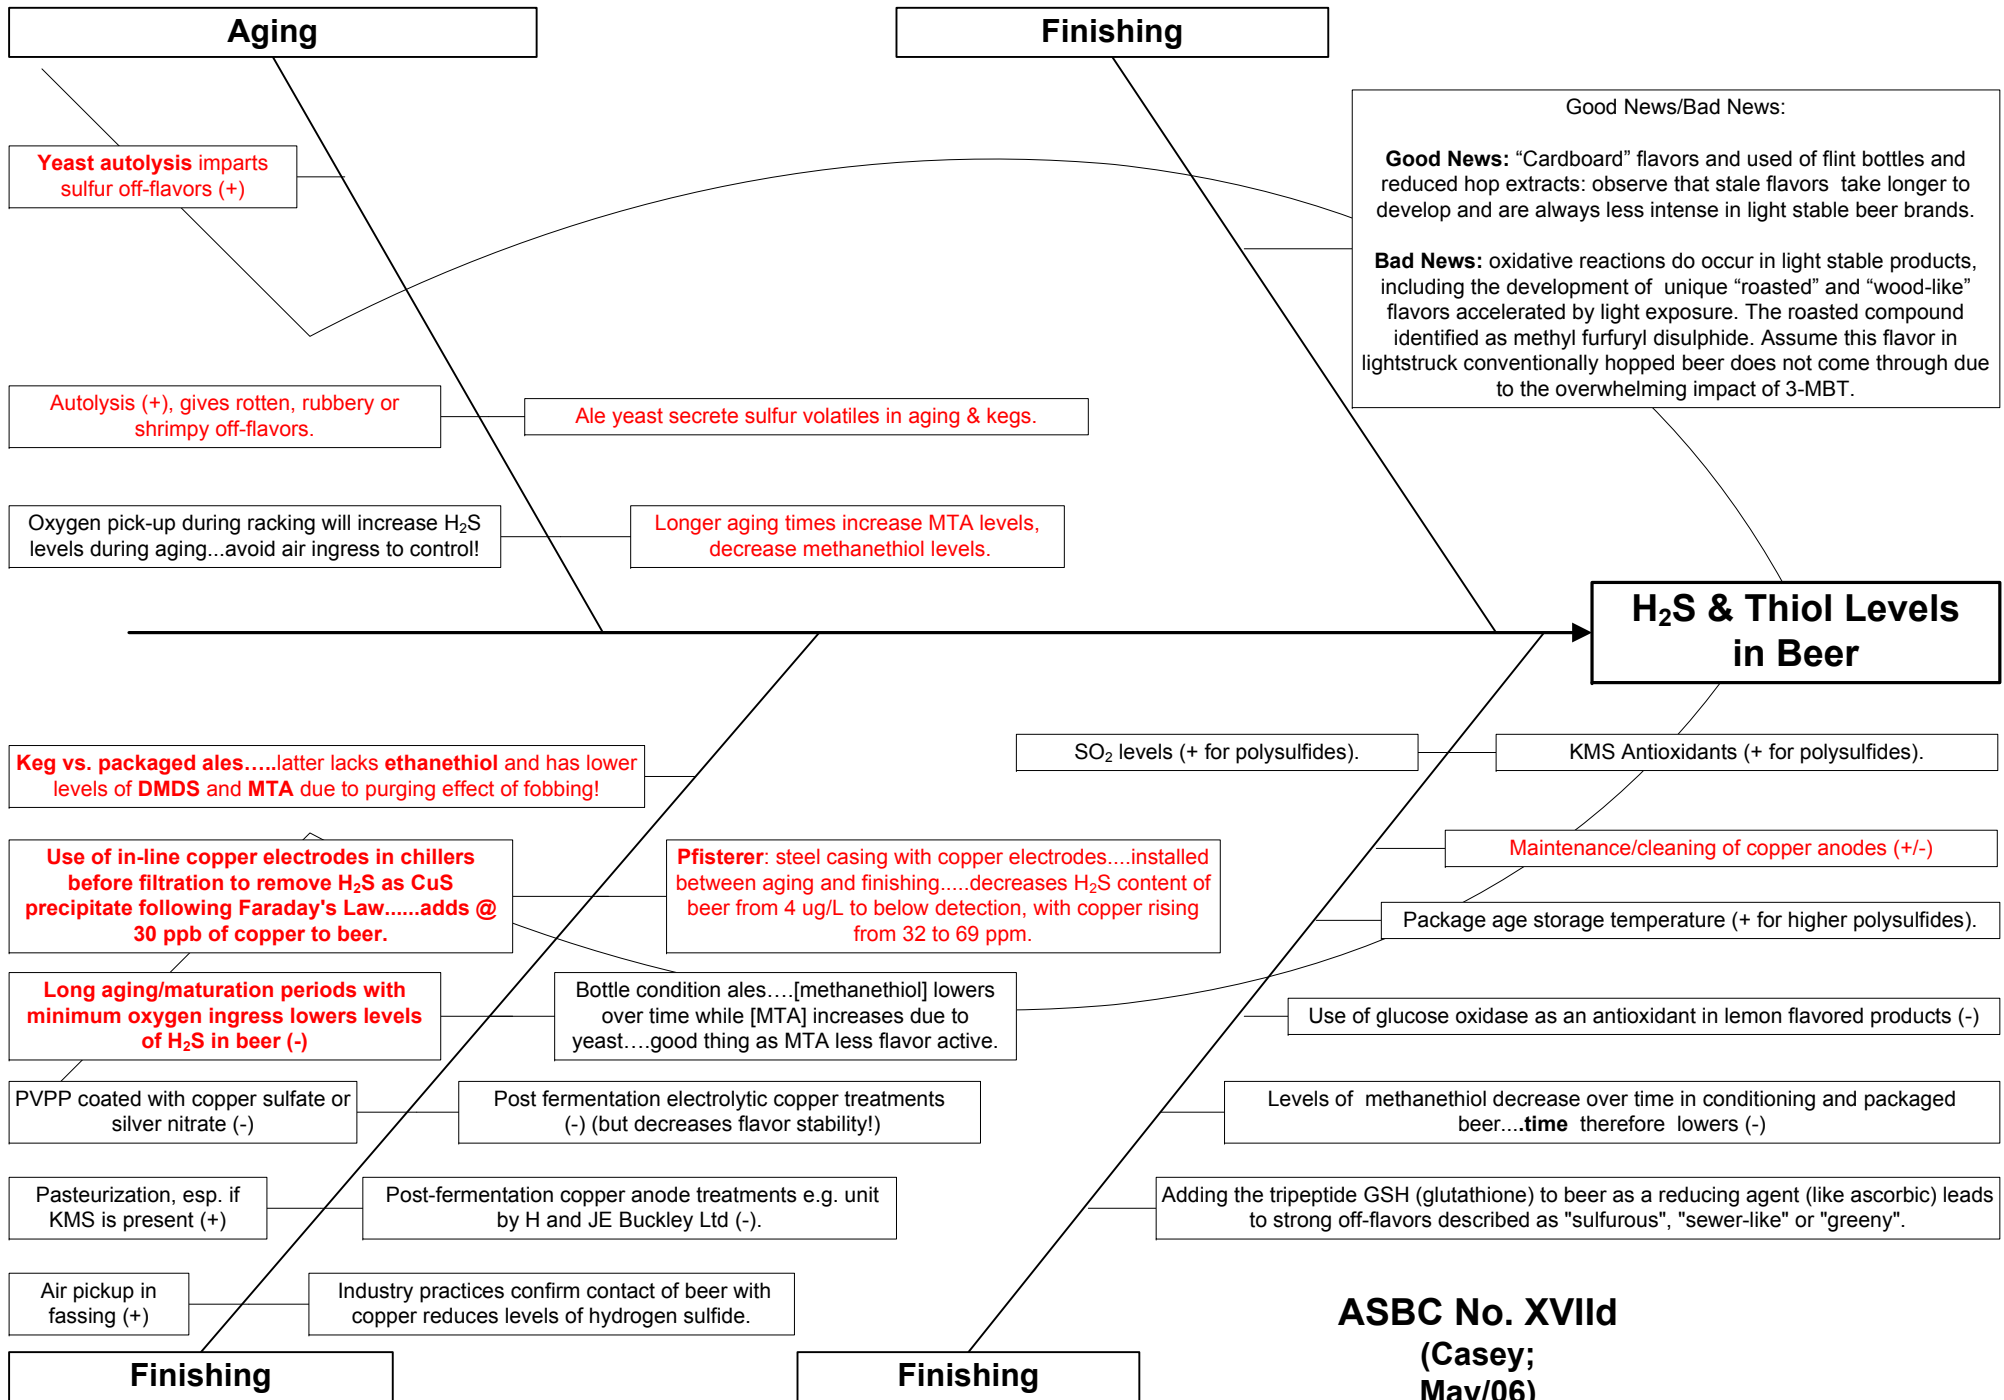 Aging
Finishing
Good News/Bad News:
Good News: “Cardboard” flavors and used of flint bottles and
reduced hop extracts: observe that stale flavors take longer to
develop and are always less intense in light stable beer brands.
Bad News: oxidative reactions do occur in light stable products,
including the development of unique “roasted” and “wood-like”
flavors accelerated by light exposure. The roasted compound
identified as methyl furfuryl disulphide. Assume this flavor in
lightstruck conventionally hopped beer does not come through due
to the overwhelming impact of 3-MBT.
Yeast autolysis imparts
sulfur off-flavors (+)
Autolysis (+), gives rotten, rubbery or
shrimpy off-flavors.
Ale yeast secrete sulfur volatiles in aging & kegs.
Oxygen pick-up during racking will increase H₂S
levels during aging...avoid air ingress to control!
Longer aging times increase MTA levels,
decrease methanethiol levels.
H₂S & Thiol Levels
in Beer
Keg vs. packaged ales.....latter lacks ethanethiol and has lower
levels of DMDS and MTA due to purging effect of fobbing!
SO₂ levels (+ for polysulfides).
KMS Antioxidants (+ for polysulfides).
Use of in-line copper electrodes in chillers
before filtration to remove H₂S as CuS
precipitate following Faraday's Law......adds @
30 ppb of copper to beer.
Pfisterer: steel casing with copper electrodes....installed
between aging and finishing.....decreases H₂S content of
beer from 4 ug/L to below detection, with copper rising
from 32 to 69 ppm.
Maintenance/cleaning of copper anodes (+/-)
Package age storage temperature (+ for higher polysulfides).
Long aging/maturation periods with
minimum oxygen ingress lowers levels
of H₂S in beer (-)
Bottle condition ales….[methanethiol] lowers
over time while [MTA] increases due to
yeast….good thing as MTA less flavor active.
Use of glucose oxidase as an antioxidant in lemon flavored products (-)
PVPP coated with copper sulfate or
silver nitrate (-)
Post fermentation electrolytic copper treatments
(-) (but decreases flavor stability!)
Levels of methanethiol decrease over time in conditioning and packaged
beer....time therefore lowers (-)
Pasteurization, esp. if
KMS is present (+)
Post-fermentation copper anode treatments e.g. unit
by H and JE Buckley Ltd (-).
Adding the tripeptide GSH (glutathione) to beer as a reducing agent (like ascorbic) leads
to strong off-flavors described as "sulfurous", "sewer-like" or "greeny".
Air pickup in
fassing (+)
Industry practices confirm contact of beer with
copper reduces levels of hydrogen sulfide.
Finishing
Finishing
ASBC No. XVIId
(Casey;
May/06)